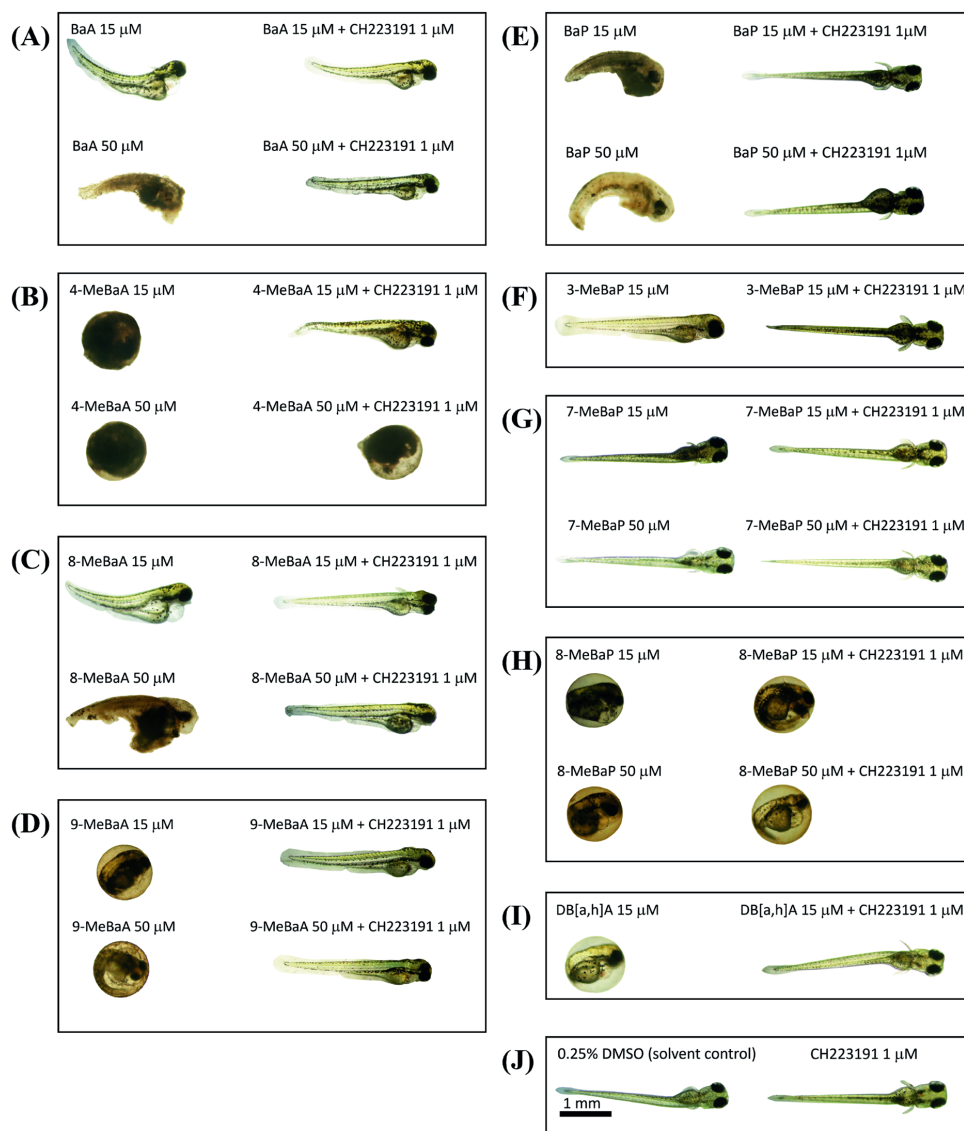 (A)
BaA 15 μM
BaA 15 μM + CH223191 1 μM
BaA 50 μM
BaA 50 μM + CH223191 1 μM
(B)
4-MeBaA 15 μM
4-MeBaA 15 μM + CH223191 1 μM
4-MeBaA 50 μM
4-MeBaA 50 μM + CH223191 1 μM
(C)
8-MeBaA 15 μM
8-MeBaA 15 μM + CH223191 1 μM
8-MeBaA 50 μM
8-MeBaA 50 μM + CH223191 1 μM
(D)
9-MeBaA 15 μM
9-MeBaA 15 μM + CH223191 1 μM
9-MeBaA 50 μM
9-MeBaA 50 μM + CH223191 1 μM
(E)
BaP 15 μM
BaP 15 μM + CH223191 1μM
BaP 50 μM
BaP 50 μM + CH223191 1μM
(F)
3-MeBaP 15 μM
3-MeBaP 15 μM + CH223191 1 μM
(G)
7-MeBaP 15 μM
7-MeBaP 15 μM + CH223191 1 μM
7-MeBaP 50 μM
7-MeBaP 50 μM + CH223191 1 μM
(H)
8-MeBaP 15 μM
8-MeBaP 15 μM + CH223191 1 μM
8-MeBaP 50 μM
8-MeBaP 50 μM + CH223191 1 μM
(I)
DB[a,h]A 15 μM
DB[a,h]A 15 μM + CH223191 1 μM
(J)
0.25% DMSO (solvent control)
CH223191 1 μM
1 mm